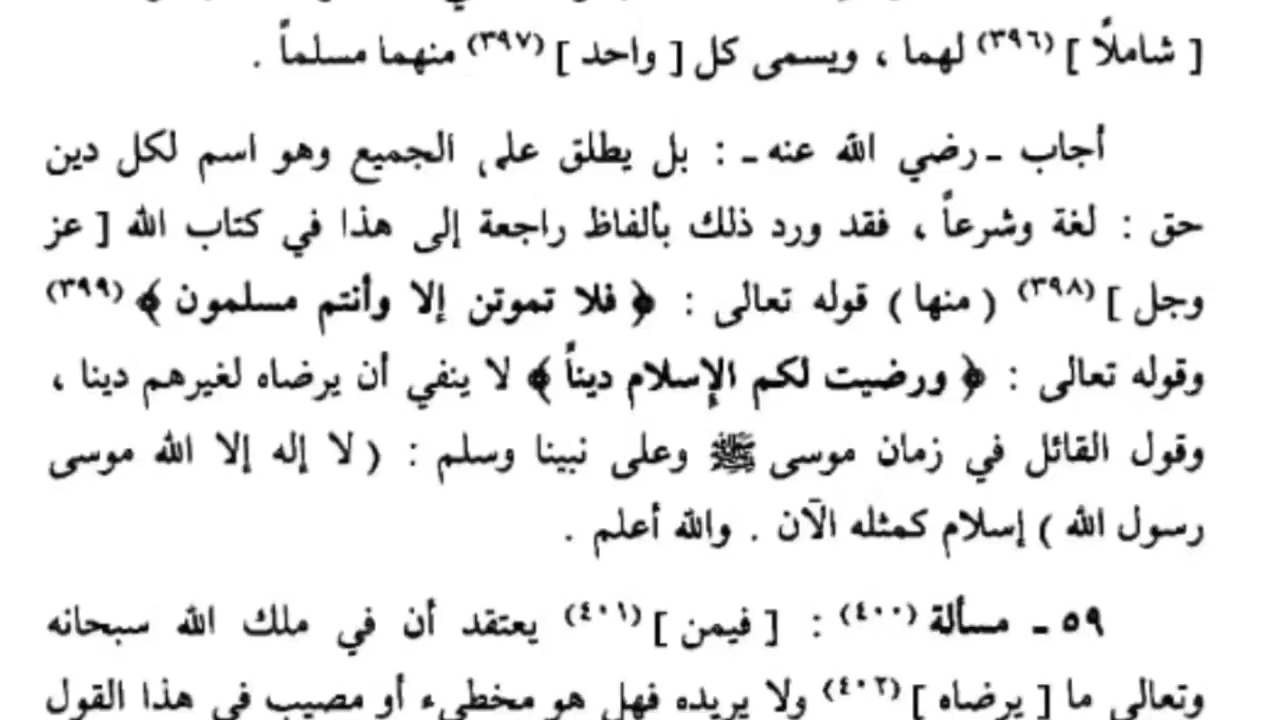 [ شاملاً ] (٣٩٦) لهما ، ويسمى كل [ واحد ] (٣٩٧) منهما مسلماً .
أجاب ـ رضي الله عنه ـ : بل يطلق على الجميع وهو اسم لكل دين
حق : لغة وشرعاً ، فقد ورد ذلك بألفاظ راجعة إلى هذا في كتاب الله [ عز
وجل ] (٣٩٨) ( منها ) قوله تعالى : ﴿ فلا تموتن إلا وأنتم مسلمون ﴾ (٣٩٩)
وقوله تعالى : ﴿ ورضيت لكم الإسلام ديناً ﴾ لا ينفي أن يرضاه لغيرهم دينا ،
وقول القائل في زمان موسى ﷺ وعلى نبينا وسلم : ( لا إله إلا الله موسى
رسول الله ) إسلام كمثله الآن . والله أعلم .
٥٩ ـ مسألة (٤٠٠) : [ فيمن ] (٤٠١) يعتقد أن في ملك الله سبحانه
وتعالى ما [ يرضاه ] (٤٠٢) ولا يريده فهل هو مخطىء أو مصيب في هذا القول